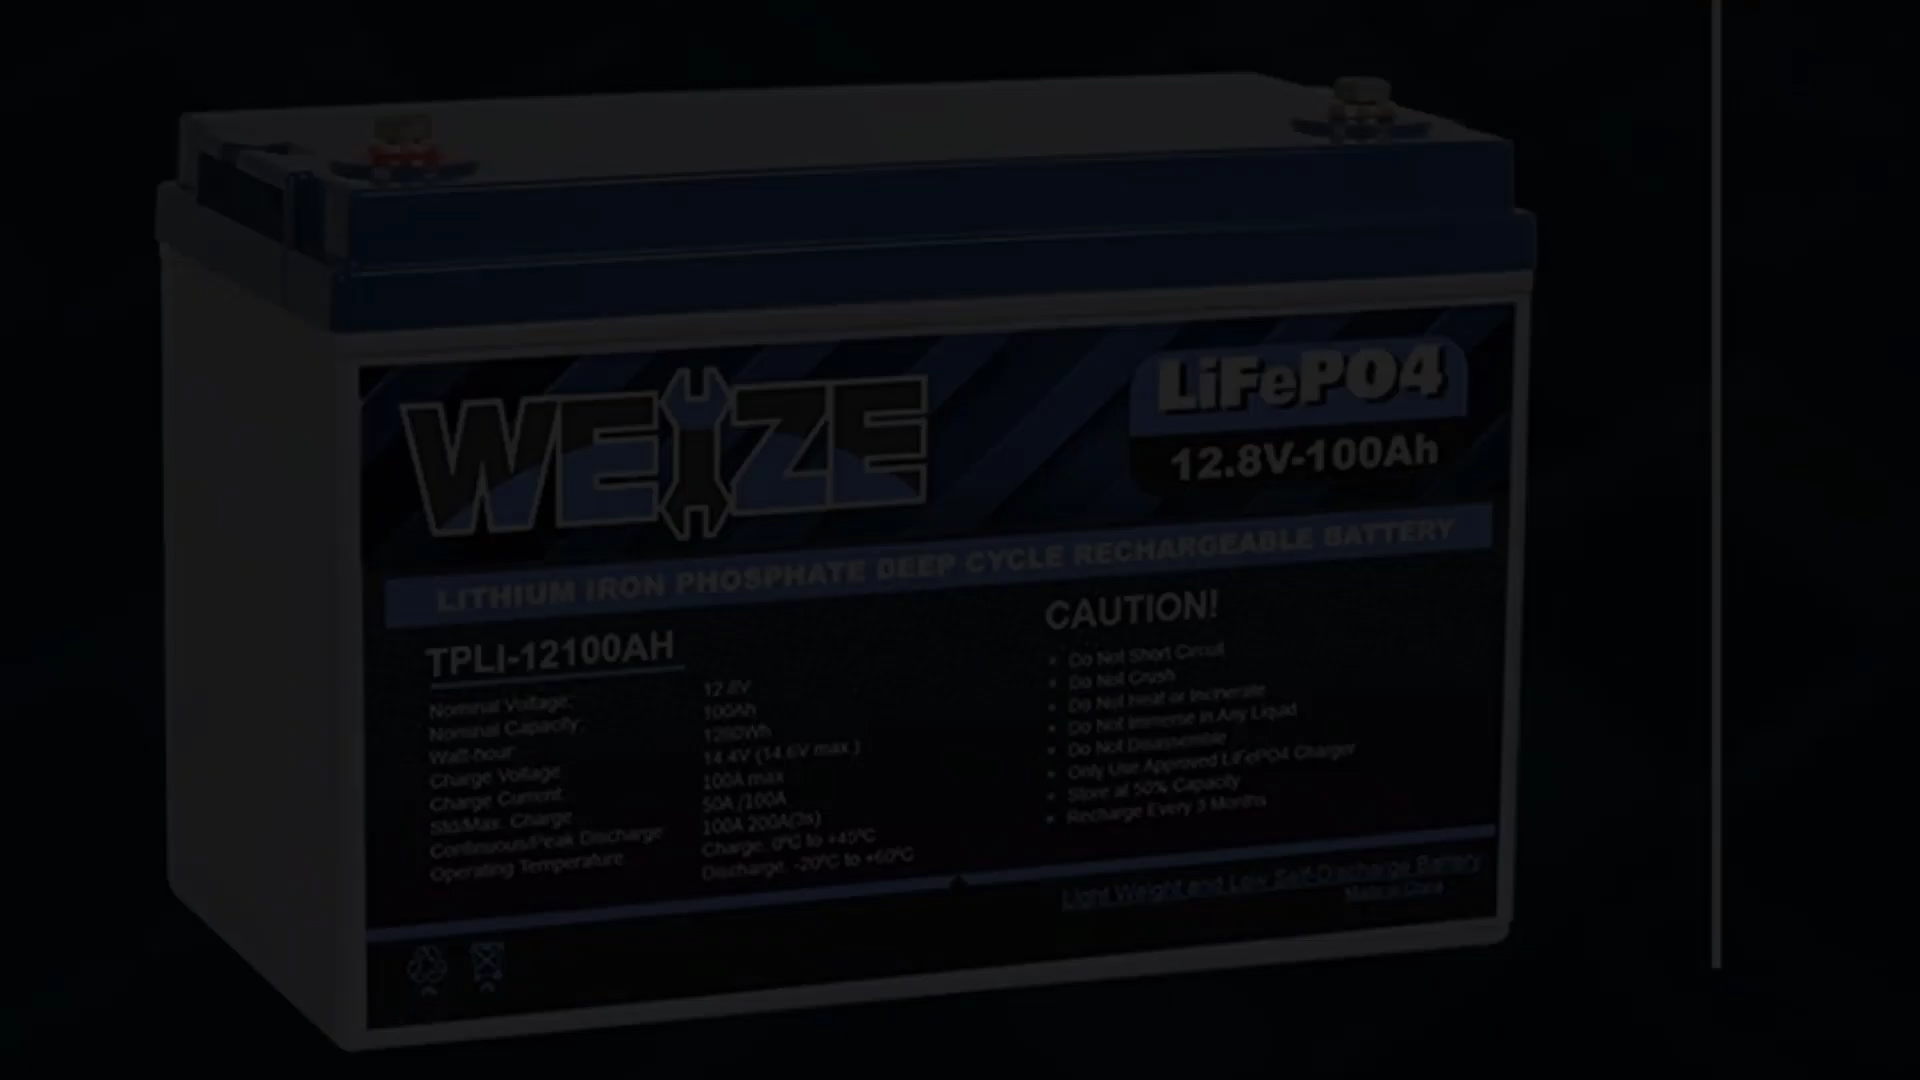 WEIZE
LiFePO4
12.8V-100Ah
LITHIUM IRON PHOSPHATE DEEP CYCLE RECHARGEABLE BATTERY
TPLI-12100AH
Nominal Voltage: 12.8V
Nominal Capacity: 100Ah
Watt-hour 1280Wh
Charge Voltage 14.4V (14.6V max.)
Charge Current: 100A max
Std/Max. Charge 50A /100A
Continuous/Peak Discharge 100A 200A(3s)
Operating Temperature Charge: 0ºC to +45ºC
Discharge: -20ºC to +60ºC
CAUTION!
• Do Not Short Circuit
• Do Not Crush
• Do Not Heat or Incinerate
• Do Not Immerse in Any Liquid
• Do Not Disassemble
• Only Use Approved LiFePO4 Charger
• Store at 50% Capacity
• Recharge Every 3 Months
Light Weight and Low Self-Discharge Battery
Made in China